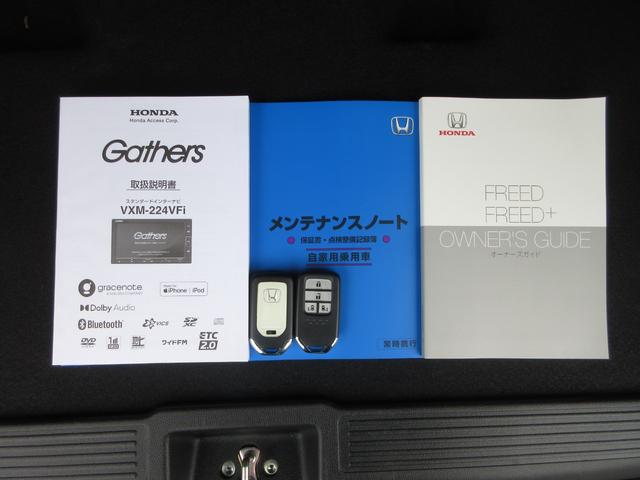 HONDA
Honda Access Corp.
Gathers
取扱説明書
スタンダードインターナビ
VXM-224VFi
Gathers
gracenote
iPhone | iPod
Dolby Audio
Bluetooth
VICS
SD XC
DVD
ワイドFM
ETC 2.0
メンテナンスノート
保証書・点検整備記録簿
自家用乗用車
常時携行
HONDA
FREED
FREED+
OWNER'S GUIDE
オーナーズガイド